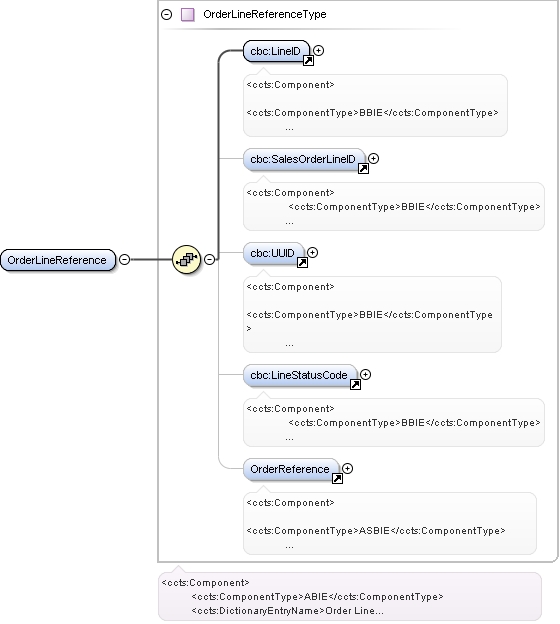 OrderLineReferenceType
cbc:LineID
<ccts:Component>
<ccts:ComponentType>BBIE</ccts:ComponentType>
...
cbc:SalesOrderLineID
<ccts:Component>
<ccts:ComponentType>BBIE</ccts:ComponentType>
...
OrderLineReference
cbc:UUID
<ccts:Component>
<ccts:ComponentType>BBIE</ccts:ComponentType
>
...
cbc:LineStatusCode
<ccts:Component>
<ccts:ComponentType>BBIE</ccts:ComponentType>
...
OrderReference
<ccts:Component>
<ccts:ComponentType>ASBIE</ccts:ComponentType>
...
<ccts:Component>
<ccts:ComponentType>ABIE</ccts:ComponentType>
<ccts:DictionaryEntryName>Order Line...